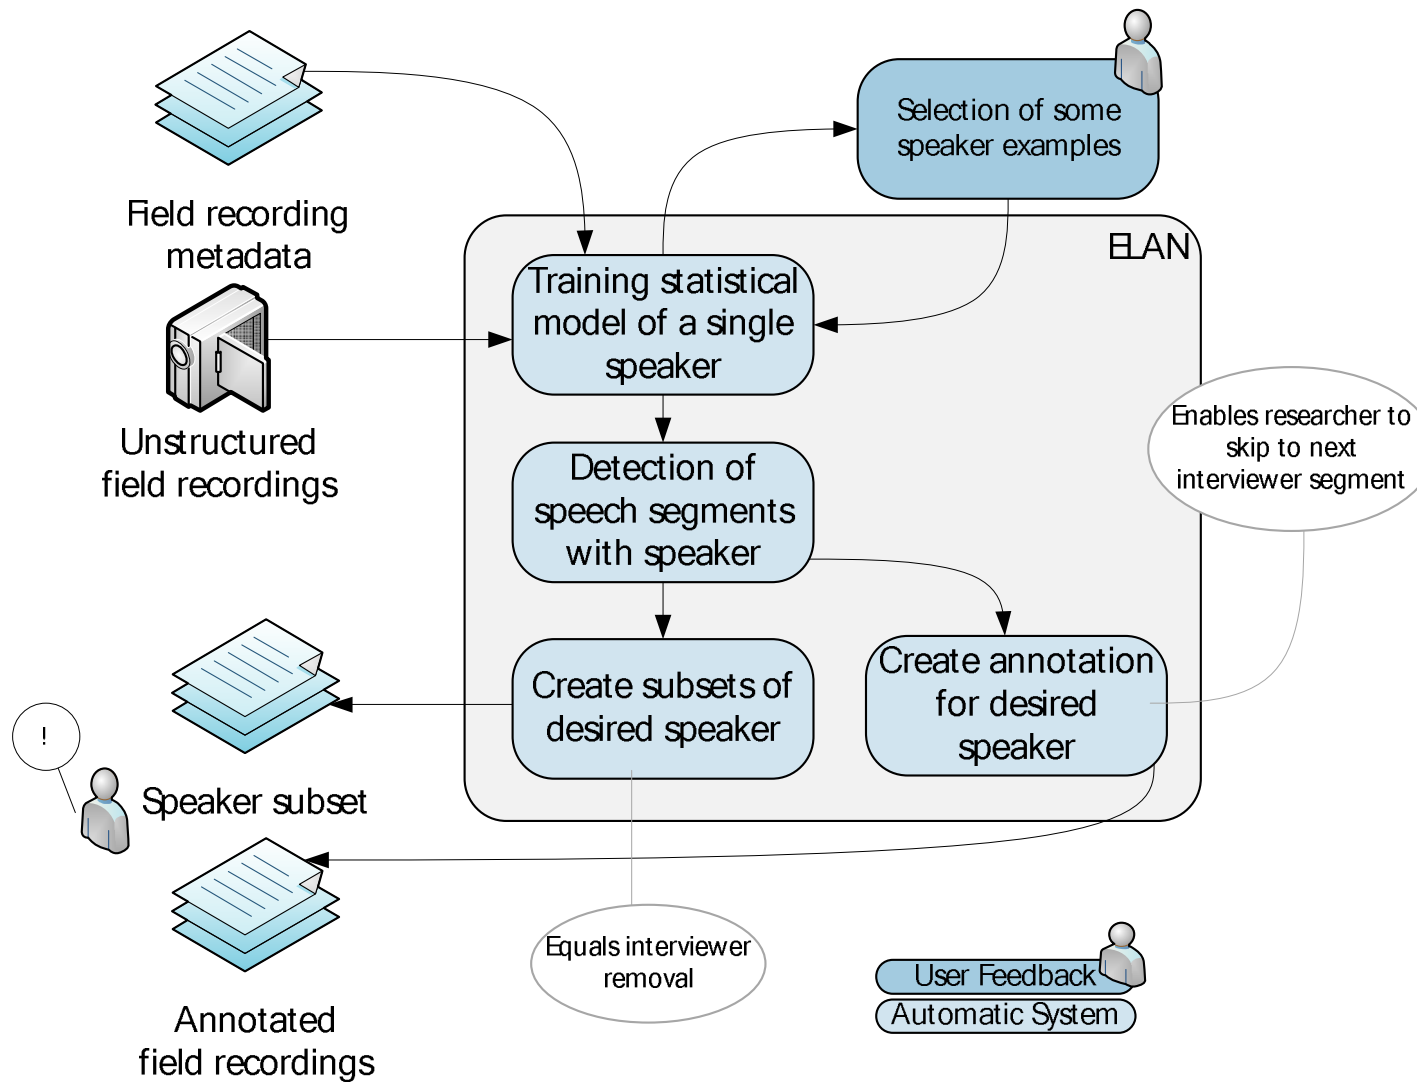 Selection of some
speaker examples
Field recording
metadata
ELAN
Training statistical
model of a single
speaker
Unstructured
field recordings
Enables researcher to
skip to next
interviewer segment
Detection of
speech segments
with speaker
Create subsets of
desired speaker
Create annotation
for desired
speaker
!
Speaker subset
Equals interviewer
removal
User Feedback
Automatic System
Annotated
field recordings